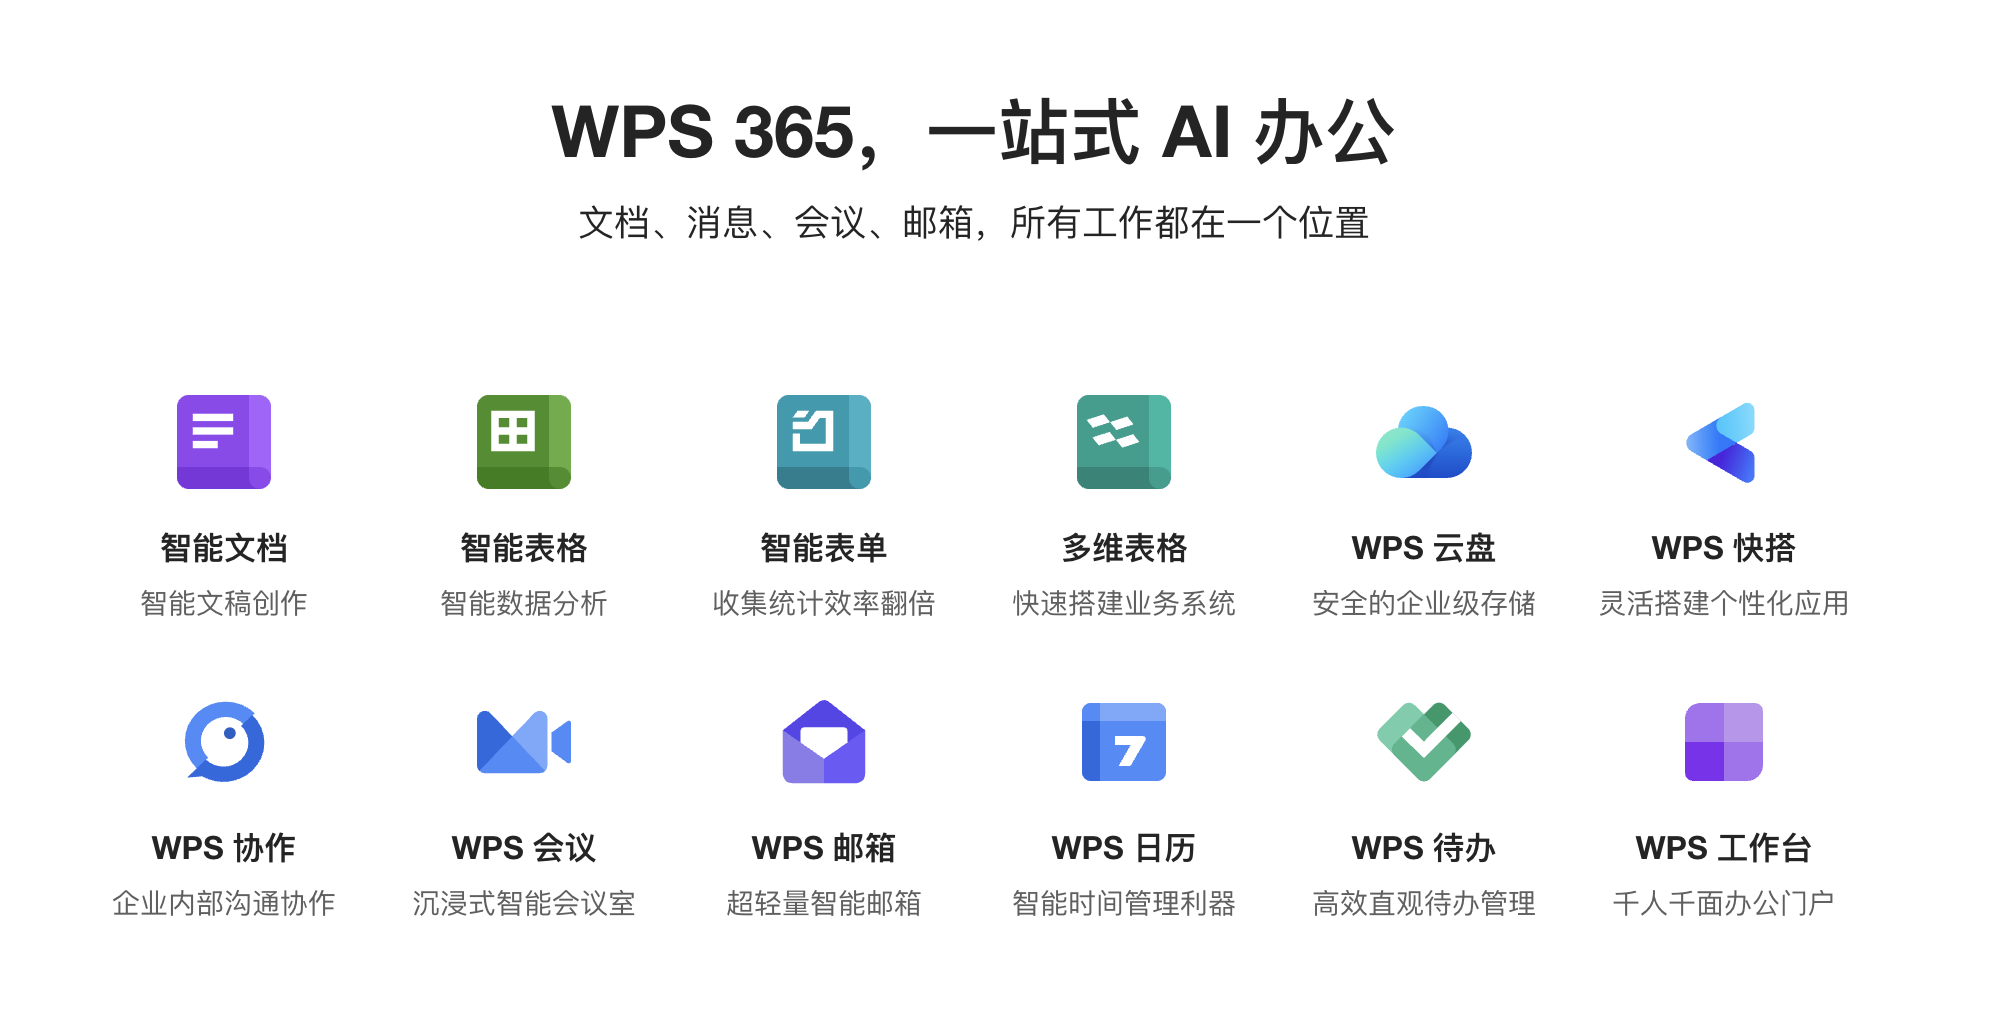 WPS 365，一站式 AI 办公
文档、消息、会议、邮箱，所有工作都在一个位置
智能文档
智能文稿创作
智能表格
智能数据分析
智能表单
收集统计效率翻倍
多维表格
快速搭建业务系统
WPS 云盘
安全的企业级存储
WPS 快搭
灵活搭建个性化应用
WPS 协作
企业内部沟通协作
WPS 会议
沉浸式智能会议室
WPS 邮箱
超轻量智能邮箱
7
WPS 日历
智能时间管理利器
WPS 待办
高效直观待办管理
WPS 工作台
千人千面办公门户